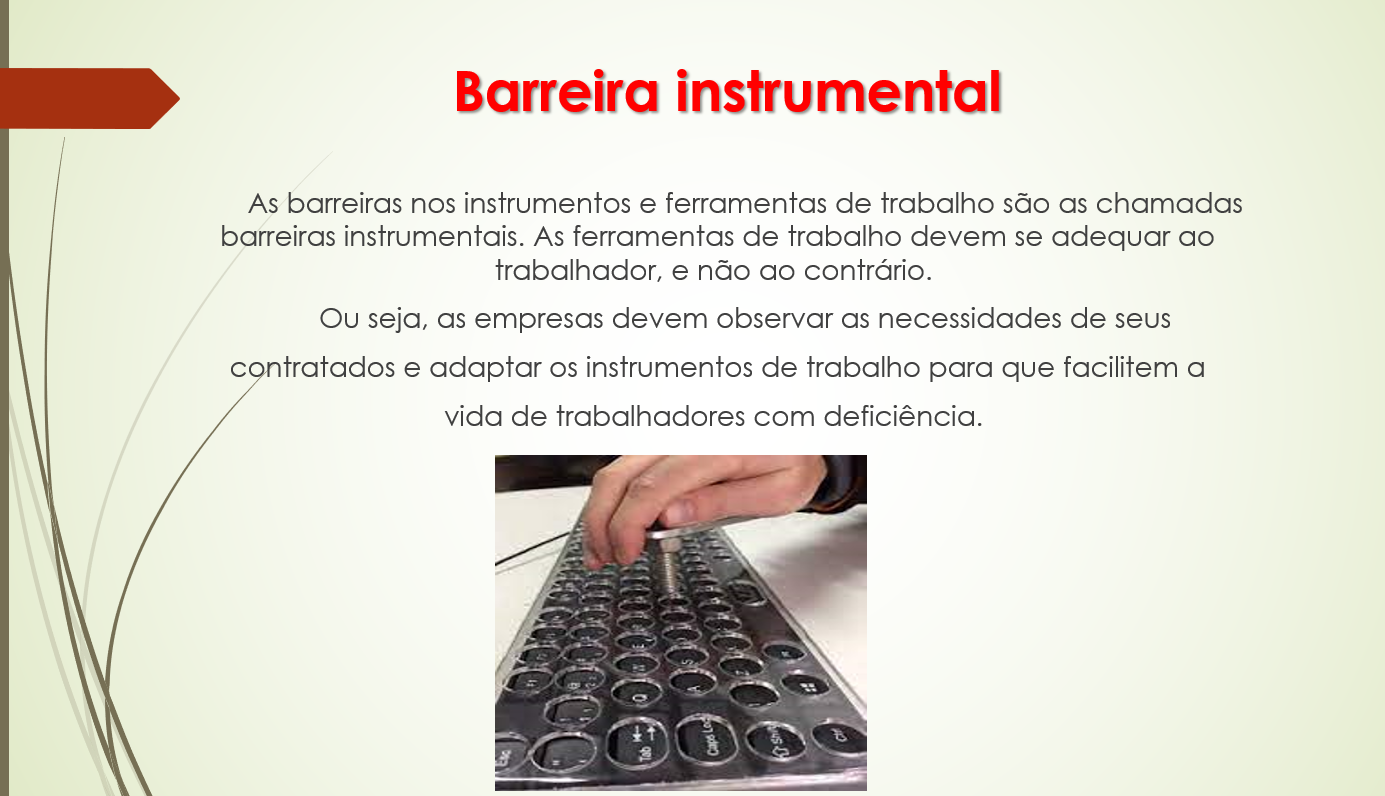 Barreira instrumental
As barreiras nos instrumentos e ferramentas de trabalho são as chamadas
barreiras instrumentais. As ferramentas de trabalho devem se adequar ao
trabalhador, e não ao contrário.
Ou seja, as empresas devem observar as necessidades de seus
contratados e adaptar os instrumentos de trabalho para que facilitem a
vida de trabalhadores com deficiência.
Q
A
Tab
Caps Loc
Shift
Ctrl